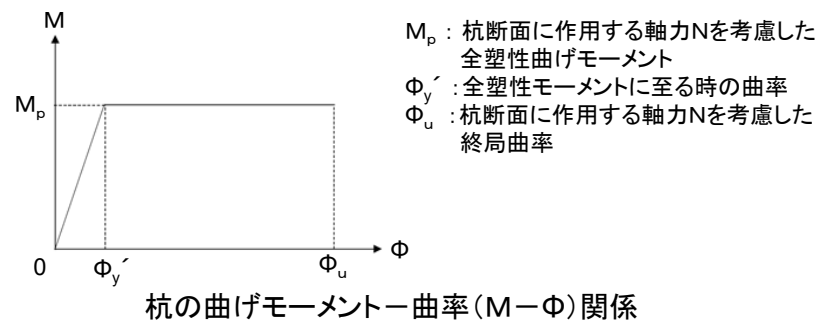 M
Mp
0
Φy´
Φu
Φ
Mp : 杭断面に作用する軸力Nを考慮した
全塑性曲げモーメント
Φy´ :全塑性モーメントに至る時の曲率
Φu :杭断面に作用する軸力Nを考慮した
終局曲率
杭の曲げモーメントー曲率(M-Φ)関係